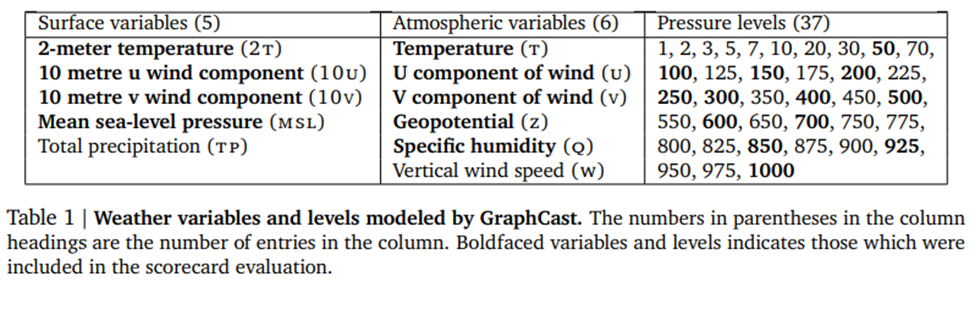 Surface variables (5) Atmospheric variables (6) Pressure levels (37)
2-meter temperature (2T) Temperature (T) 1, 2, 3, 5, 7, 10, 20, 30, 50, 70,
10 metre u wind component (10U) U component of wind (U) 100, 125, 150, 175, 200, 225,
10 metre v wind component (10V) V component of wind (V) 250, 300, 350, 400, 450, 500,
Mean sea-level pressure (MSL) Geopotential (Z) 550, 600, 650, 700, 750, 775,
Total precipitation (TP) Specific humidity (Q) 800, 825, 850, 875, 900, 925,
Vertical wind speed (W) 950, 975, 1000
Table 1 | Weather variables and levels modeled by GraphCast. The numbers in parentheses in the column
headings are the number of entries in the column. Boldfaced variables and levels indicates those which were
included in the scorecard evaluation.